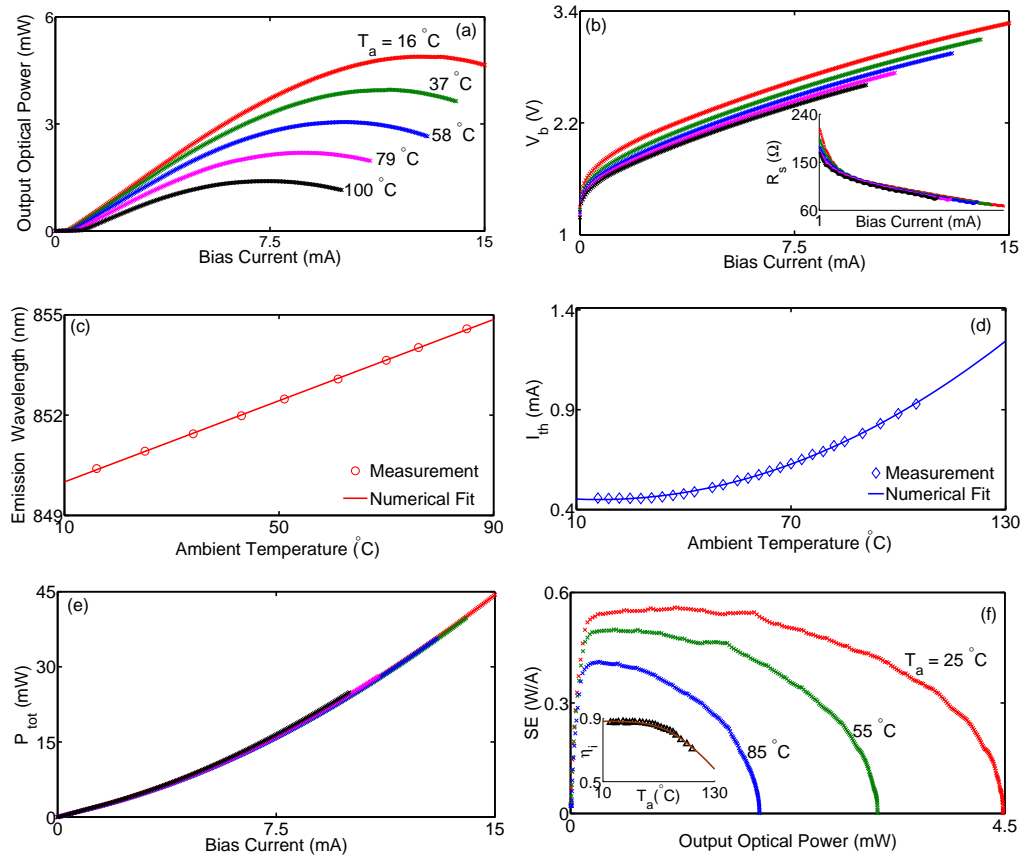 (a)
6
3
0
Output Optical Power (mW)
T_a = 16 °C
37 °C
58 °C
79 °C
100 °C
0 7.5 15
Bias Current (mA)
(b)
3.4
2.2
1
V_b (V)
240
150
60
R_s (Ω)
1
Bias Current (mA)
0 7.5 15
Bias Current (mA)
(c)
855
852
849
Emission Wavelength (nm)
Measurement
Numerical Fit
10 50 90
Ambient Temperature (°C)
(d)
1.4
0.9
0.4
I_th (mA)
Measurement
Numerical Fit
10 70 130
Ambient Temperature (°C)
(e)
45
30
15
0
P_tot (mW)
0 7.5 15
Bias Current (mA)
(f)
0.6
0.3
0
SE (W/A)
T_a = 25 °C
55 °C
85 °C
0.9
0.5
η_i
10 130
T_a(°C)
0 4.5
Output Optical Power (mW)